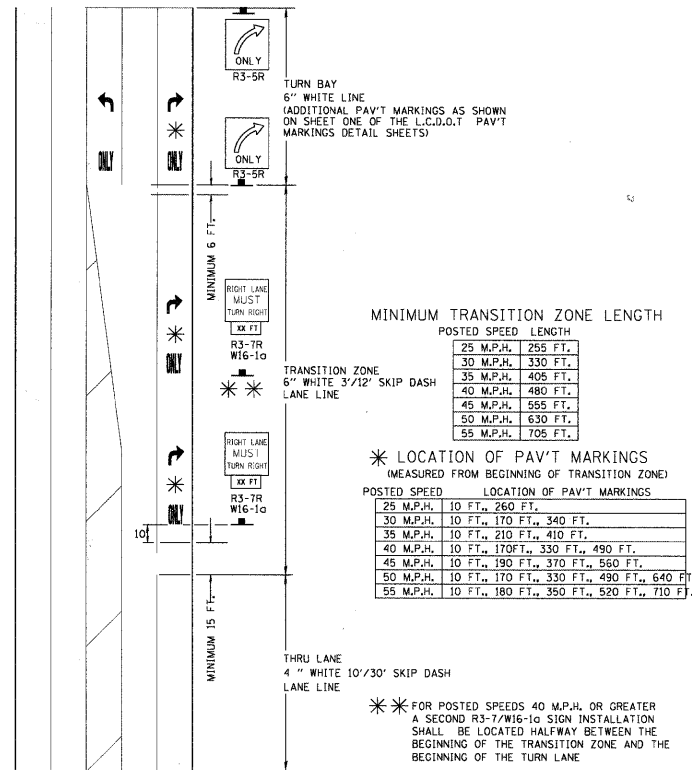 ONLY
R3-5R
TURN BAY
6" WHITE LINE
(ADDITIONAL PAV'T MARKINGS AS SHOWN
ON SHEET ONE OF THE L.C.D.O.T PAV'T
MARKINGS DETAIL SHEETS)
ONLY
ONLY
ONLY
R3-5R
MINIMUM 6 FT.
RIGHT LANE
MUST
TURN RIGHT
XX FT
R3-7R
W16-1a
ONLY
TRANSITION ZONE
6" WHITE 3'/12' SKIP DASH
LANE LINE
RIGHT LANE
MUST
TURN RIGHT
XX FT
R3-7R
W16-1a
ONLY
10'
MINIMUM 15 FT.
THRU LANE
4 " WHITE 10'/30' SKIP DASH
LANE LINE
MINIMUM TRANSITION ZONE LENGTH
POSTED SPEED LENGTH
25 M.P.H. 255 FT.
30 M.P.H. 330 FT.
35 M.P.H. 405 FT.
40 M.P.H. 480 FT.
45 M.P.H. 555 FT.
50 M.P.H. 630 FT.
55 M.P.H. 705 FT.
LOCATION OF PAV'T MARKINGS
(MEASURED FROM BEGINNING OF TRANSITION ZONE)
POSTED SPEED LOCATION OF PAV'T MARKINGS
25 M.P.H. 10 FT., 260 FT.
30 M.P.H. 10 FT., 170 FT., 340 FT.
35 M.P.H. 10 FT., 210 FT., 410 FT.
40 M.P.H. 10 FT., 170FT., 330 FT., 490 FT.
45 M.P.H. 10 FT., 190 FT., 370 FT., 560 FT.
50 M.P.H. 10 FT., 170 FT., 330 FT., 490 FT., 640 FT
55 M.P.H. 10 FT., 180 FT., 350 FT., 520 FT., 710 FT.
FOR POSTED SPEEDS 40 M.P.H. OR GREATER
A SECOND R3-7/W16-1a SIGN INSTALLATION
SHALL BE LOCATED HALFWAY BETWEEN THE
BEGINNING OF THE TRANSITION ZONE AND THE
BEGINNING OF THE TURN LANE